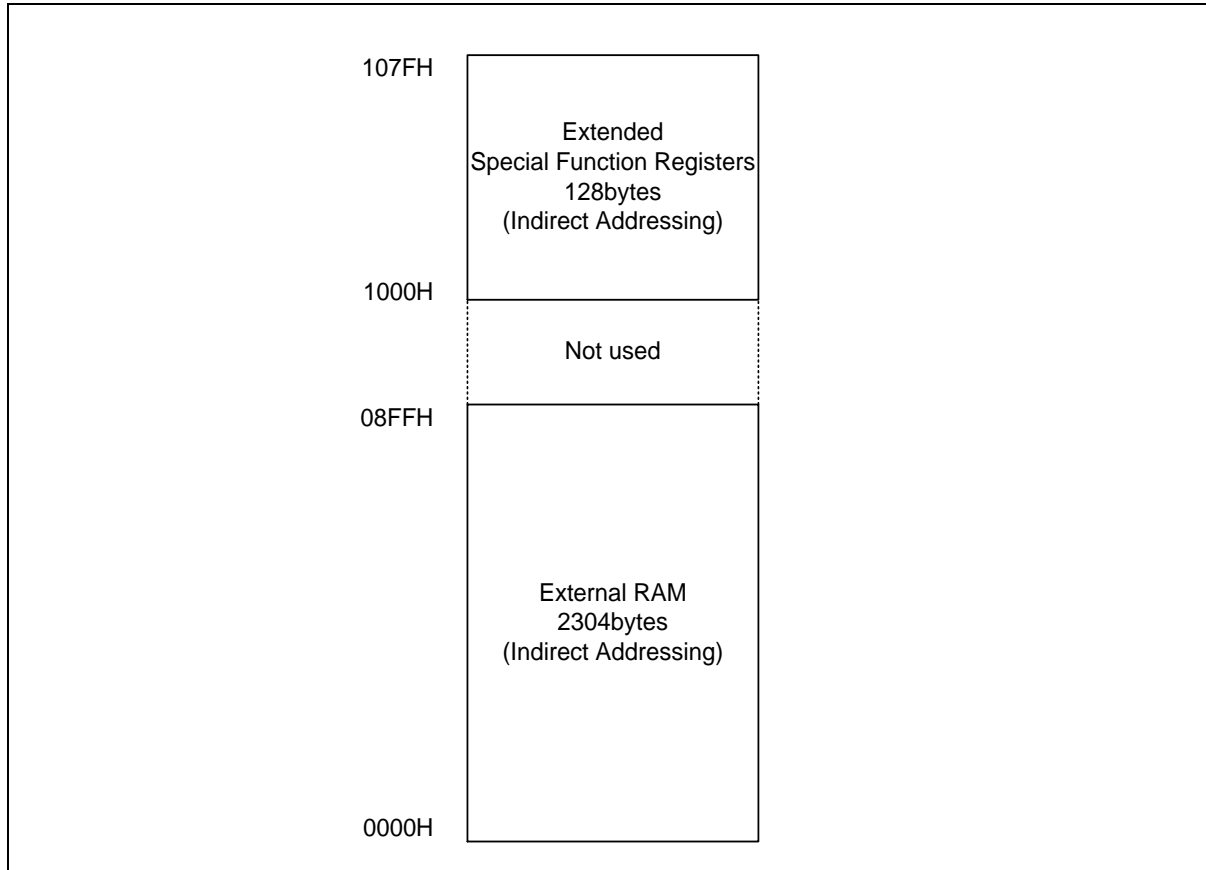 107FH
Extended
Special Function Registers
128bytes
(Indirect Addressing)
1000H
Not used
08FFH
External RAM
2304bytes
(Indirect Addressing)
0000H